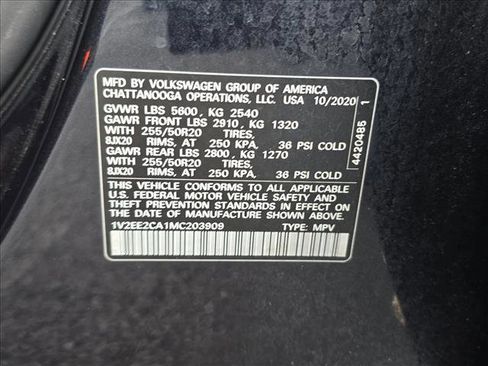 MFD BY VOLKSWAGEN GROUP OF AMERICA
CHATTANOOGA OPERATIONS, LLC. USA 10/2020
GVWR LBS 5600 , KG 2540
GAWR FRONT LBS 2910 , KG 1320
WITH 255/50R20 TIRES,
8JX20 RIMS, AT 250 KPA, 36 PSI COLD
GAWR REAR LBS 2800 , KG 1270
WITH 255/50R20 TIRES,
8JX20 RIMS, AT 250 KPA, 36 PSI COLD
THIS VEHICLE CONFORMS TO ALL APPLICABLE
U.S. FEDERAL MOTOR VEHICLE SAFETY AND
THEFT PREVENTION STANDARDS IN EFFECT ON THE
DATE OF MANUFACTURE SHOWN ABOVE.
1V2EE2CA1MC203909 TYPE: MPV
4420485 1